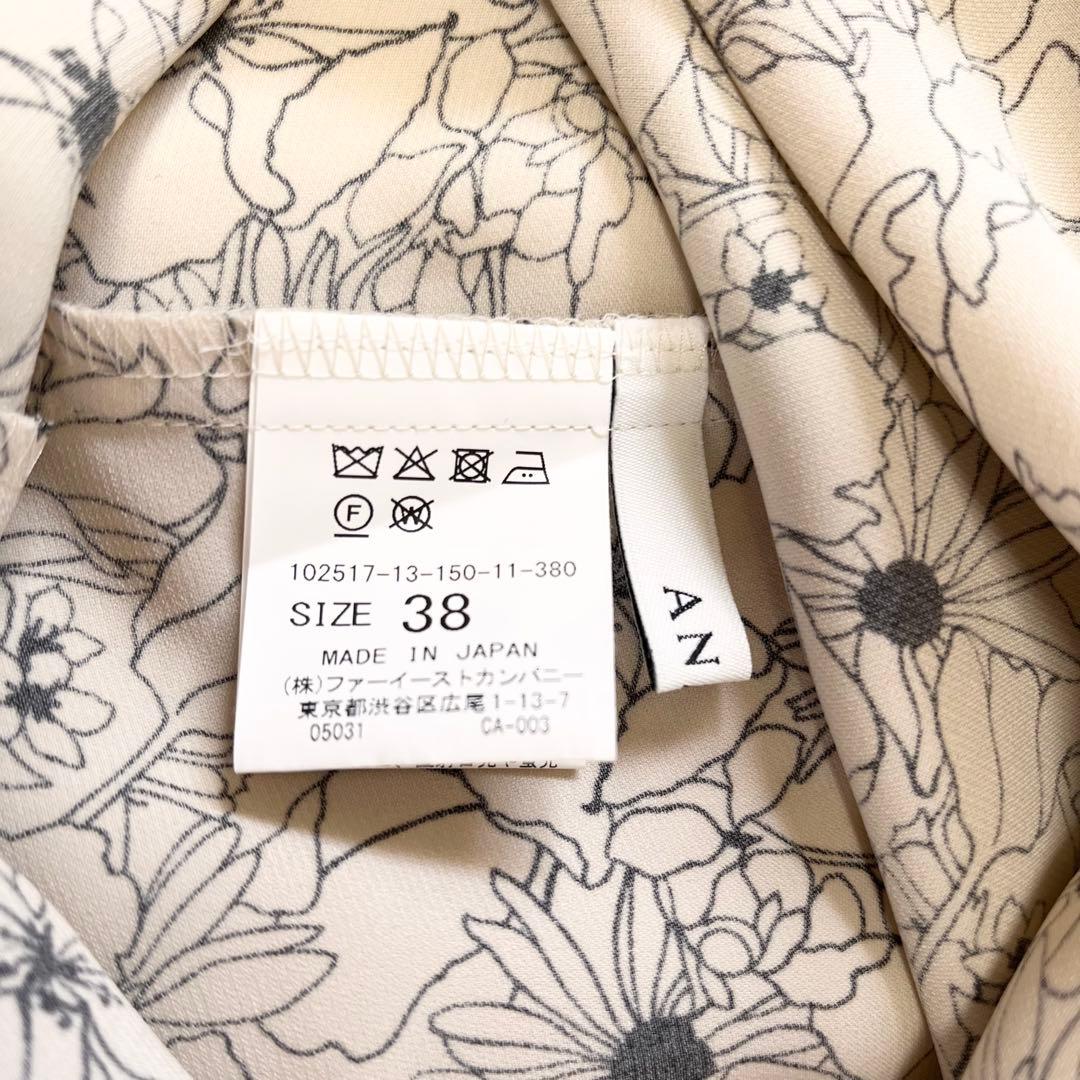 F
W
102517-13-150-11-380
SIZE 38
MADE IN JAPAN
(株)ファーイーストカンパニー
東京都渋谷区広尾1-13-7
05031 CA-003
AN